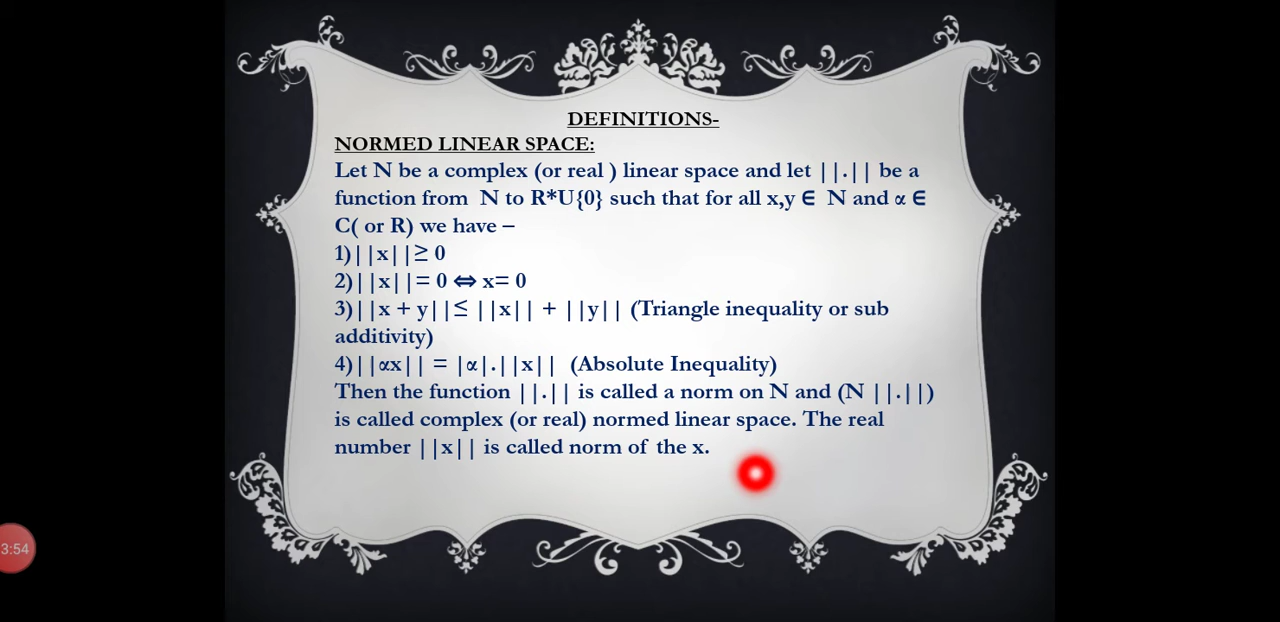 DEFINITIONS-
NORMED LINEAR SPACE:
Let N be a complex (or real ) linear space and let ||.|| be a
function from N to R*U{0} such that for all x,y ∈ N and α ∈
C( or R) we have –
1)||x||≥ 0
2)||x||= 0 ⇔ x= 0
3)||x + y||≤ ||x|| + ||y|| (Triangle inequality or sub
additivity)
4)||αx|| = |α|.||x|| (Absolute Inequality)
Then the function ||.|| is called a norm on N and (N ||.||)
is called complex (or real) normed linear space. The real
number ||x|| is called norm of the x.
3:54